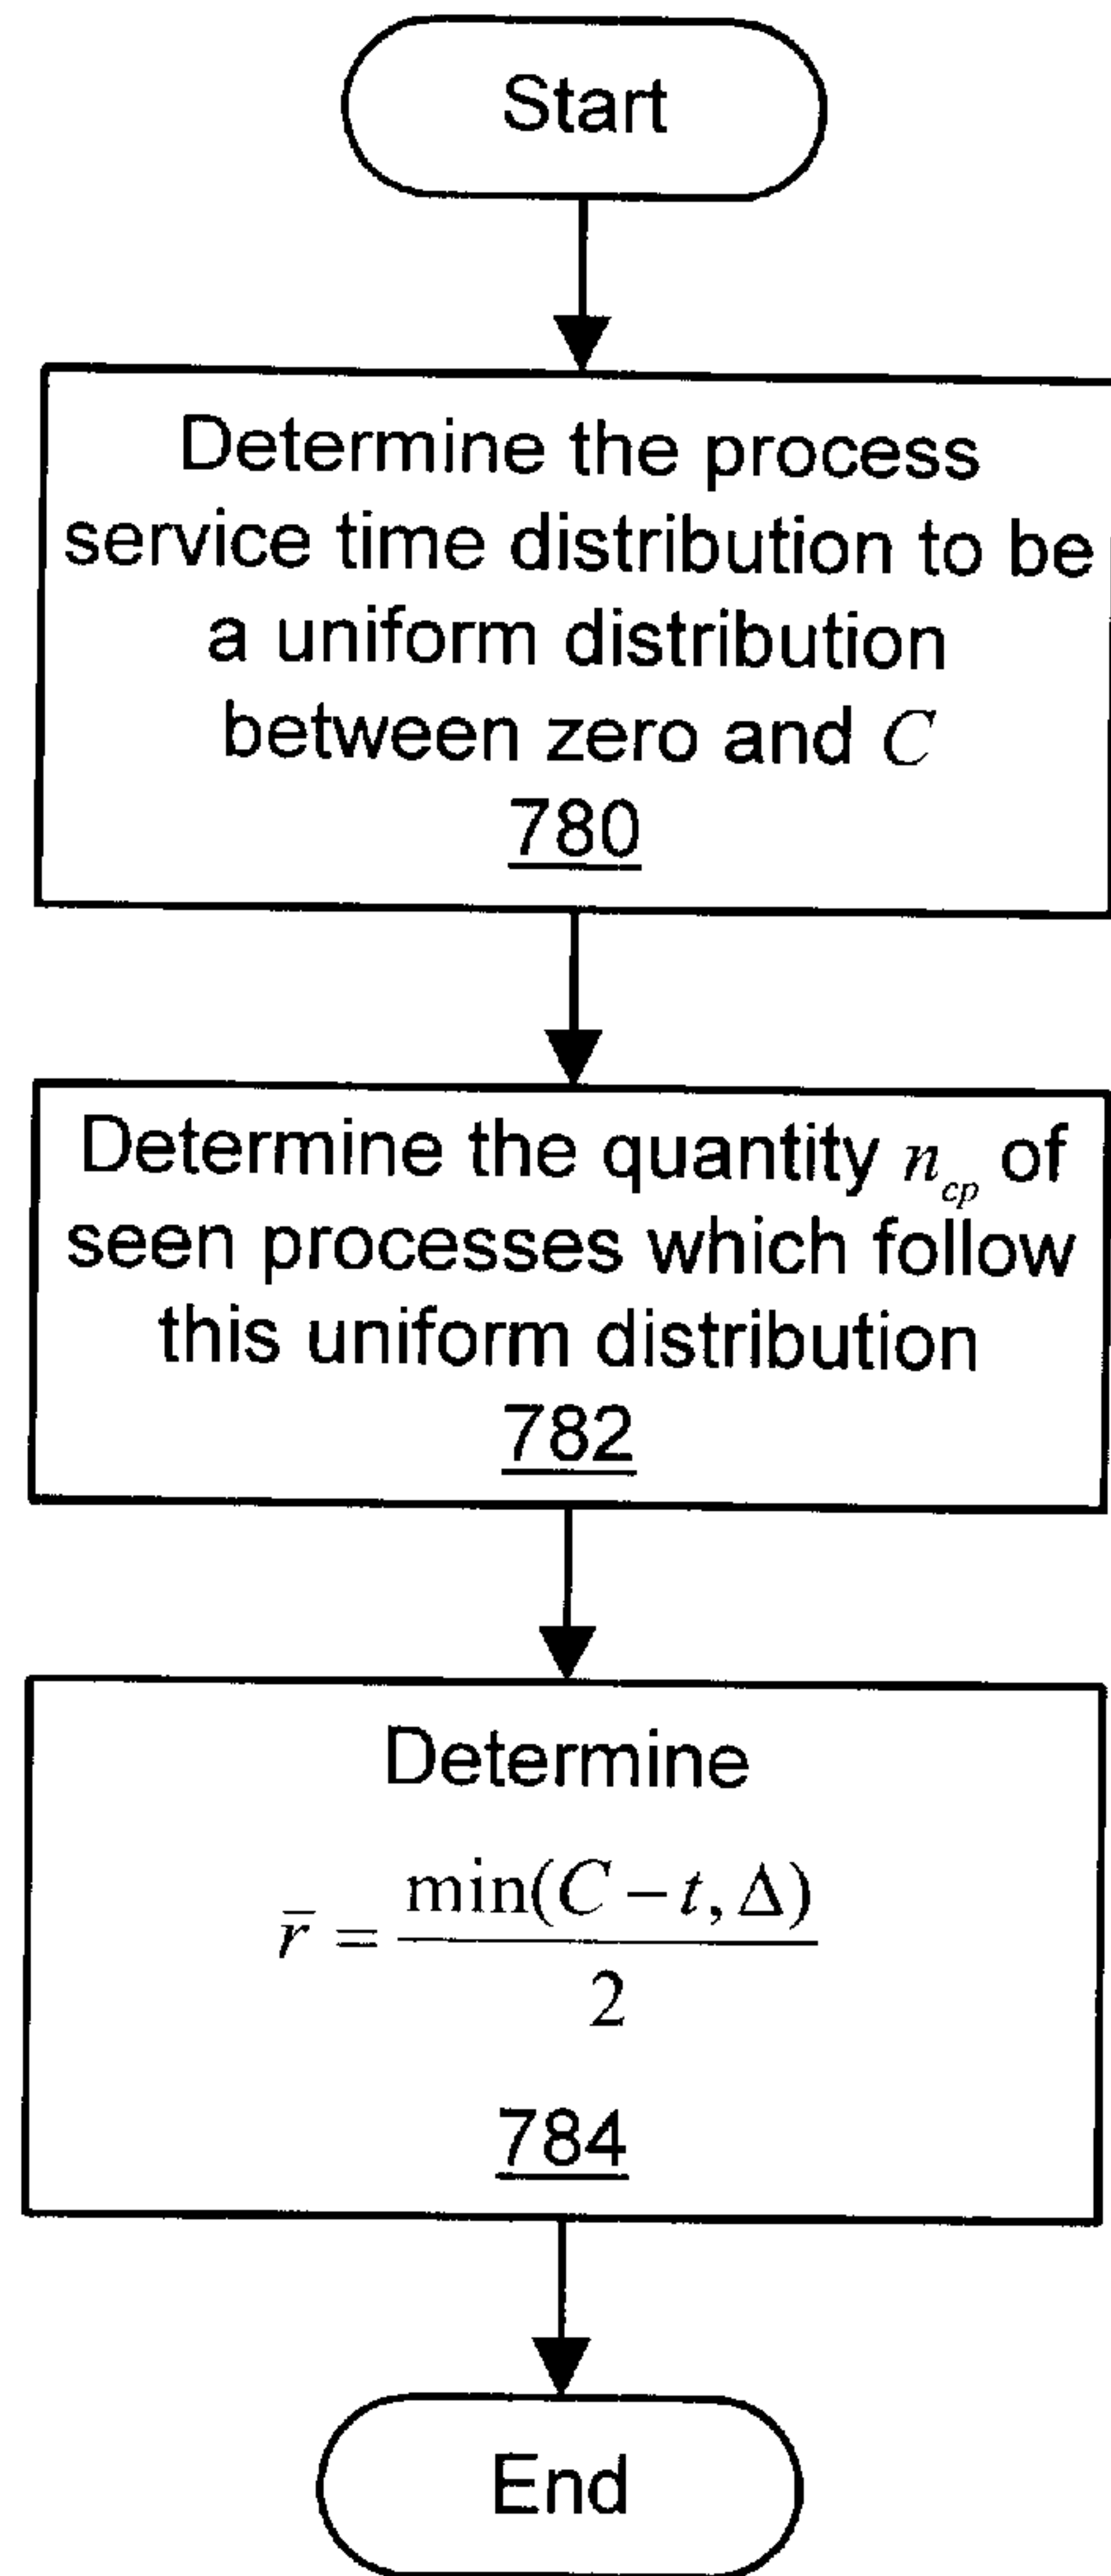 Start
Determine the process
service time distribution to be
a uniform distribution
between zero and C
780
Determine the quantity n_cp of
seen processes which follow
this uniform distribution
782
Determine
r̄ = min(C − t, Δ) / 2
784
End